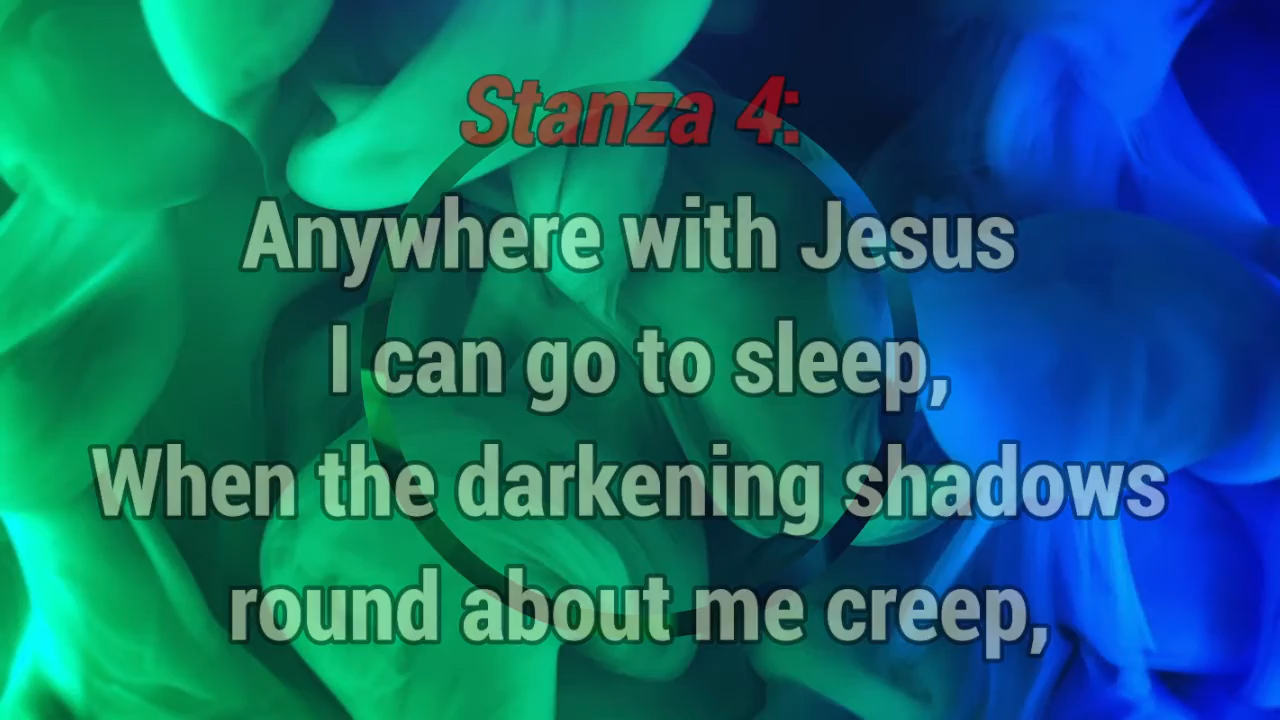 Stanza 4:
Anywhere with Jesus
I can go to sleep,
When the darkening shadows
round about me creep,